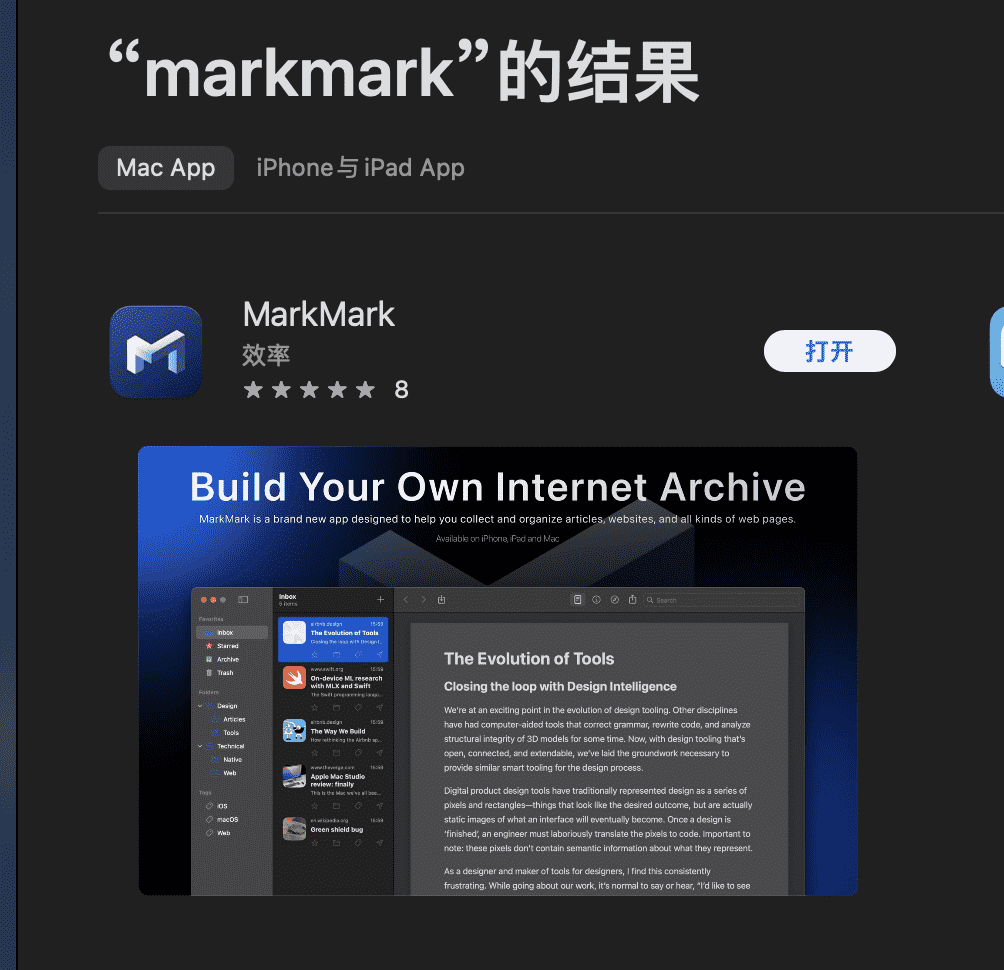 “markmark”的结果
Mac App
iPhone与 iPad App
MarkMark
效率
8
打开
Build Your Own Internet Archive
MarkMark is a brand new app designed to help you collect and organize articles, websites, and all kinds of web pages.
Available on iPhone, iPad and Mac
Favorites
Inbox
Starred
Archive
Trash
Folders
Design
Articles
Tools
Technical
Native
Web
Tags
iOS
macOS
Web
Inbox
5 items
airbnb.design 15:59
The Evolution of Tools
Closing the loop with Design I...
www.swift.org 15:59
On-device ML research
with MLX and Swift
The Swift programming langu...
airbnb.design 15:59
The Way We Build
How rethinking the Airbnb ap...
www.theverge.com 15:59
Apple Mac Studio
review: finally
This is the Mac we've all bee...
en.wikipedia.org 15:59
Green shield bug
Search
The Evolution of Tools
Closing the loop with Design Intelligence
We're at an exciting point in the evolution of design tooling. Other disciplines
have had computer-aided tools that correct grammar, rewrite code, and analyze
structural integrity of 3D models for some time. Now, with design tooling that's
open, connected, and extendable, we've laid the groundwork necessary to
provide similar smart tooling for the design process.
Digital product design tools have traditionally represented design as a series of
pixels and rectangles—things that look like the desired outcome, but are actually
static images of what an interface will eventually become. Once a design is
'finished', an engineer must laboriously translate the pixels to code. Important to
note: these pixels don't contain semantic information about what they represent.
As a designer and maker of tools for designers, I find this consistently
frustrating. While going about our work, it's normal to say or hear, "I'd like to see